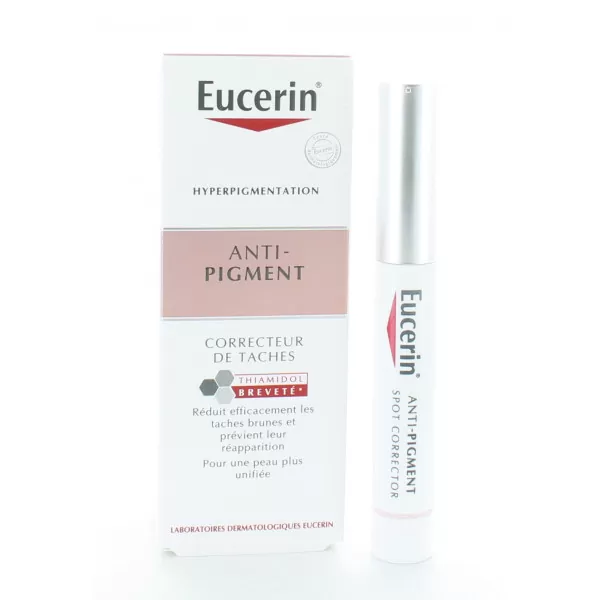 Eucerin®
Eucerin
HYPERPIGMENTATION
ANTI-
PIGMENT
CORRECTEUR
DE TACHES
THIAMIDOL
BREVETÉ*
Réduit efficacement les
taches brunes et
prévient leur
réapparition
Pour une peau plus
unifiée
LABORATOIRES DERMATOLOGIQUES EUCERIN
Eucerin®
ANTI-PIGMENT
SPOT CORRECTOR